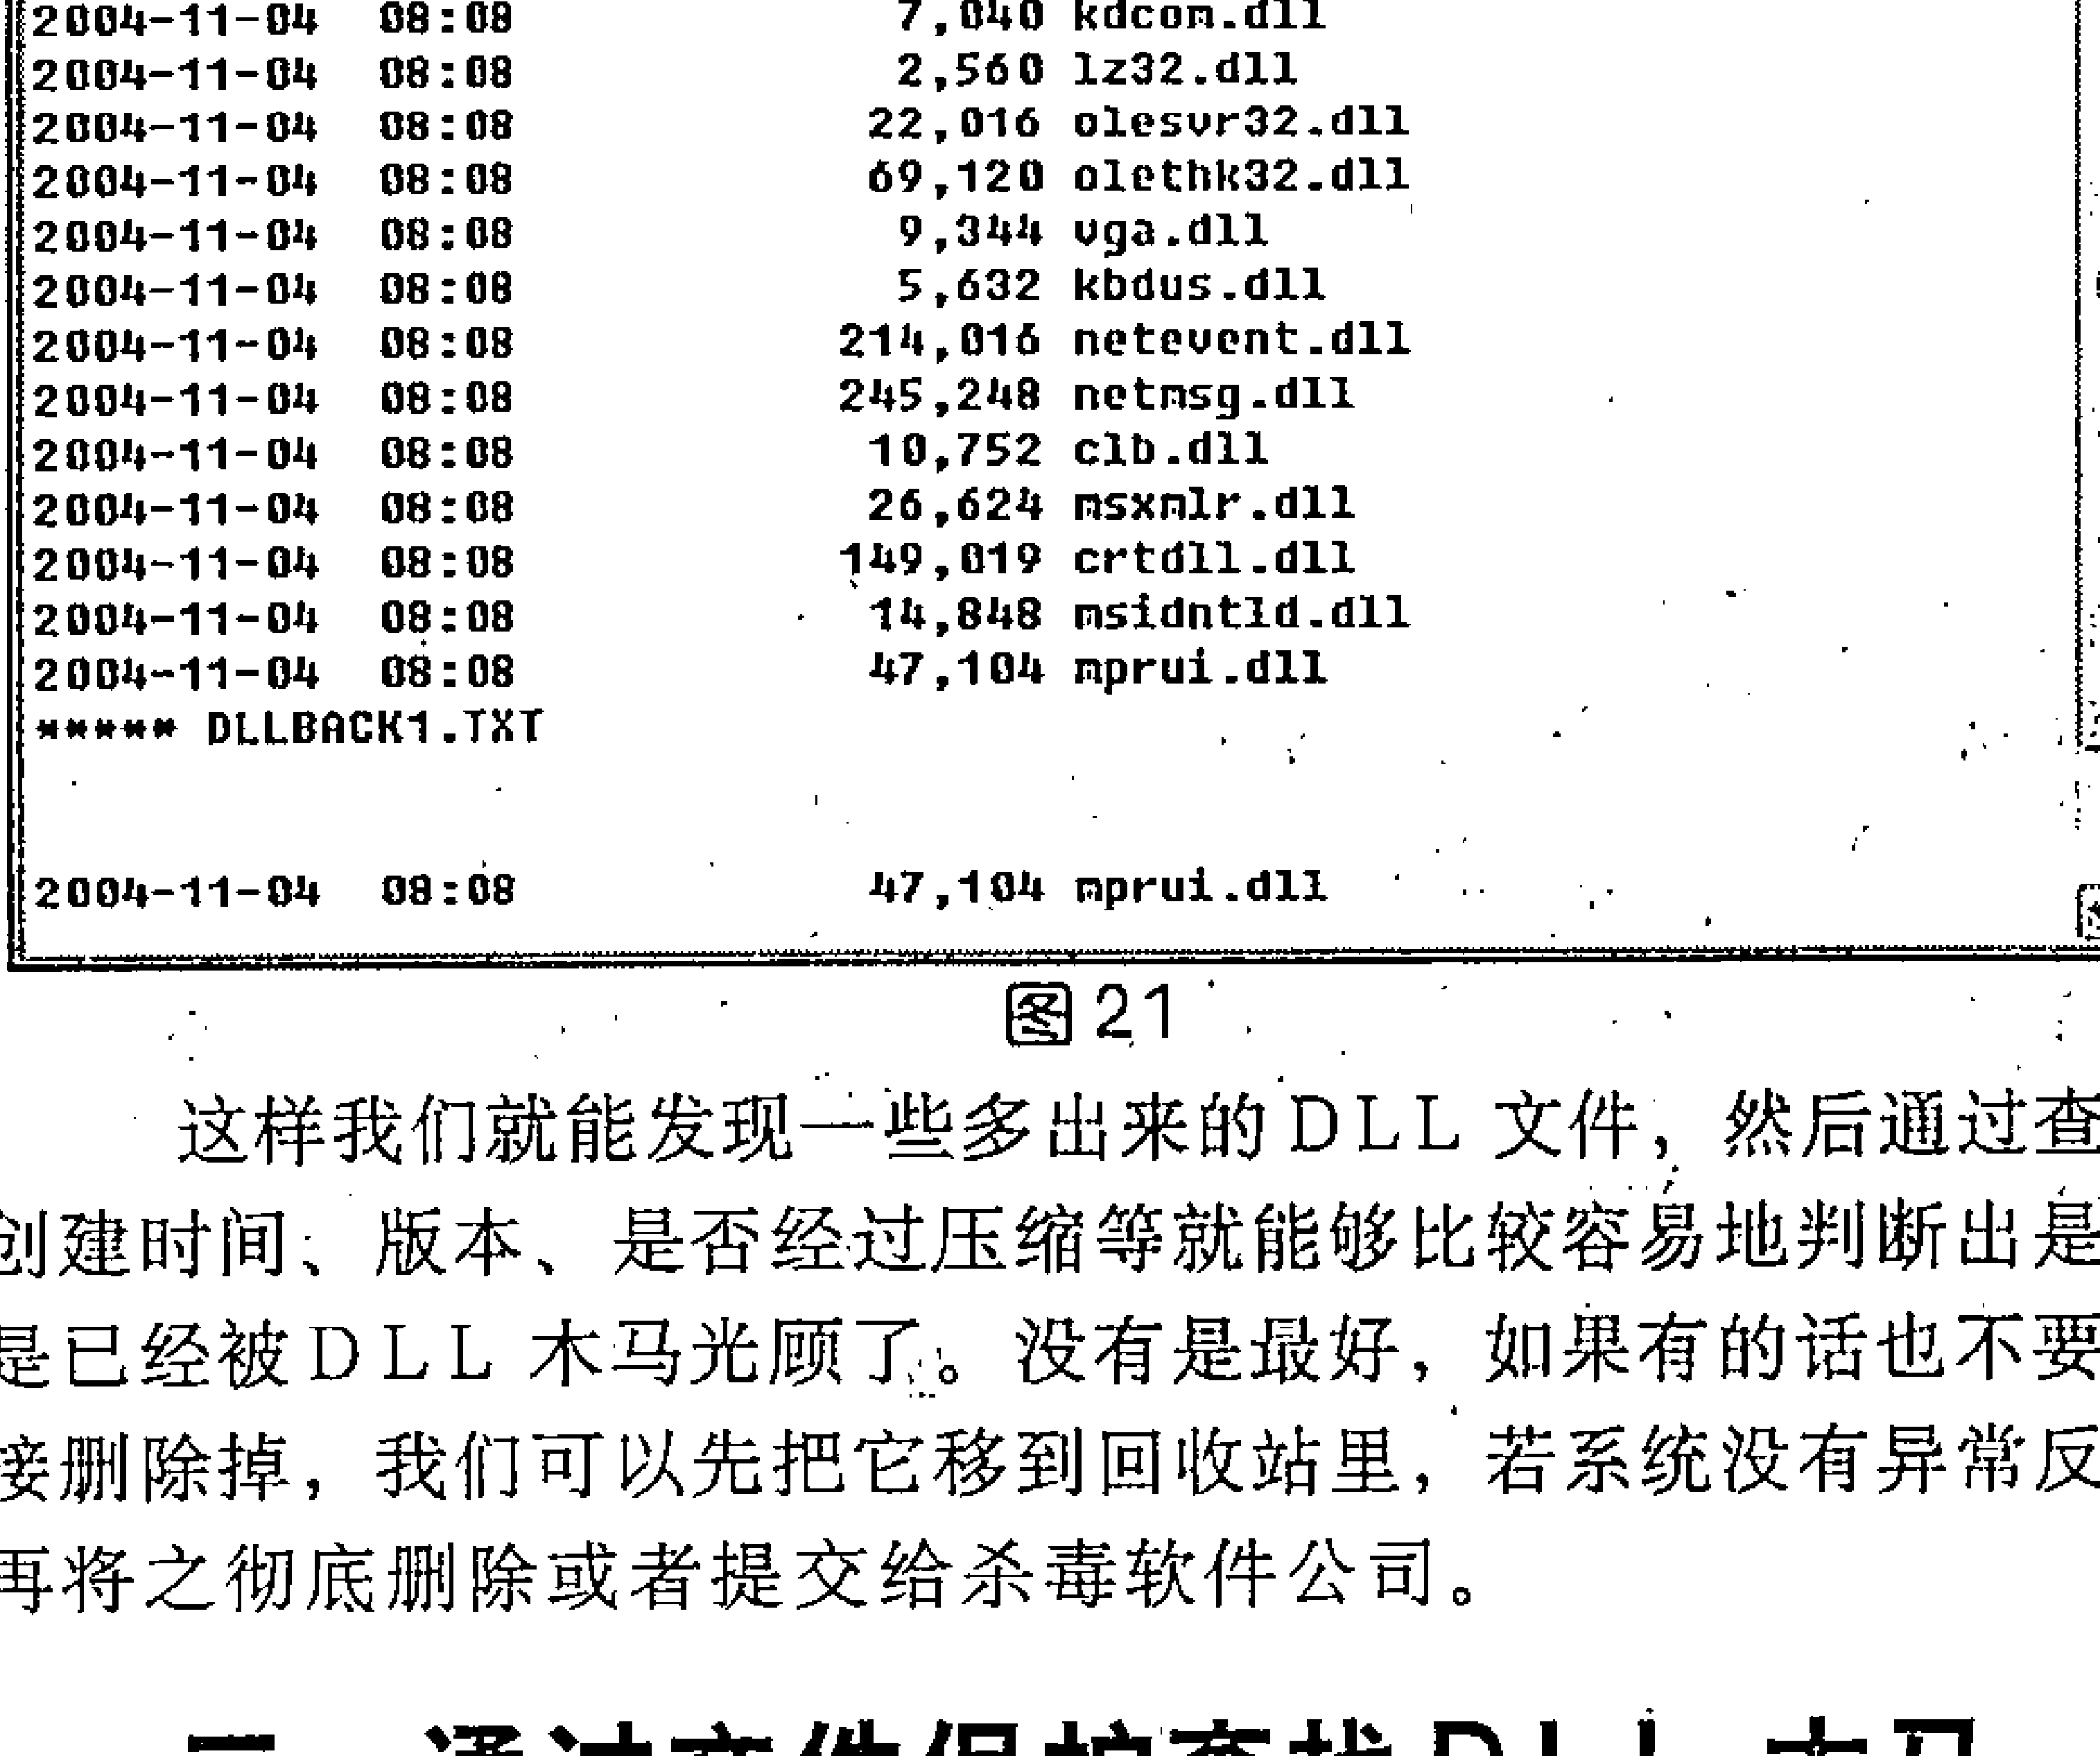 2004-11-04 08:08 7,040 kdcom.dll
2004-11-04 08:08 2,560 lz32.dll
2004-11-04 08:08 22,016 olesvr32.dll
2004-11-04 08:08 69,120 olethk32.dll
2004-11-04 08:08 9,344 vga.dll
2004-11-04 08:08 5,632 kbdus.dll
2004-11-04 08:08 214,016 netevent.dll
2004-11-04 08:08 245,248 netmsg.dll
2004-11-04 08:08 10,752 clb.dll
2004-11-04 08:08 26,624 msxmlr.dll
2004-11-04 08:08 149,019 crtdll.dll
2004-11-04 08:08 14,848 msidntld.dll
2004-11-04 08:08 47,104 mprui.dll
***** DLLBACK1.TXT
2004-11-04 08:08 47,104 mprui.dll
图21
这样我们就能发现一些多出来的DLL 文件，然后通过查
创建时间、版本、是否经过压缩等就能够比较容易地判断出是
是已经被DLL 木马光顾了。没有是最好，如果有的话也不要
接删除掉，我们可以先把它移到回收站里，若系统没有异常反
再将之彻底删除或者提交给杀毒软件公司。